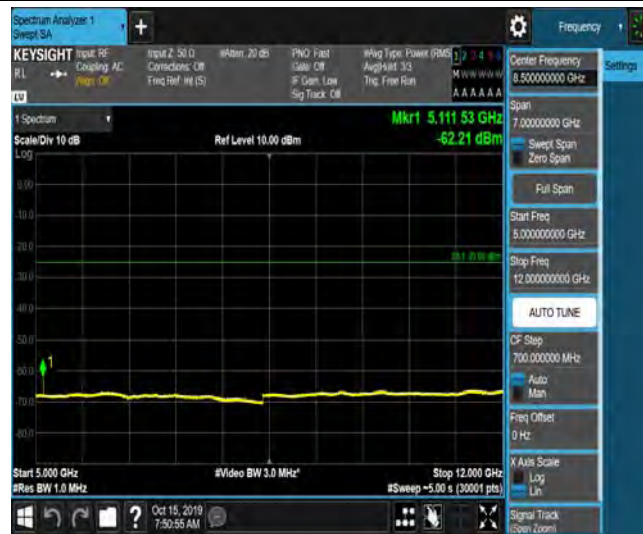 Spectrum Analyzer 1
Swept SA
+
Frequency
KEYSIGHT
RL
Input: RF
Coupling: AC
Align: Off
Input Z: 50 Ω
Corrections: Off
Freq Ref: Int (S)
#Atten: 20 dB
PNO: Fast
Gate: Off
IF Gain: Low
Sig Track: Off
#Avg Type: Power (RMS
Avg|Hold: 3/3
Trig: Free Run
1 2 3 4 5 6
M W W W W W
A A A A A A
LV
1 Spectrum
Scale/Div 10 dB
Log
Ref Level 10.00 dBm
Mkr1 5.111 53 GHz
-62.21 dBm
0.00
-10.0
-20.0
-30.0
-40.0
-50.0
-60.0
-70.0
-80.0
1
Start 5.000 GHz
#Res BW 1.0 MHz
#Video BW 3.0 MHz*
Stop 12.000 GHz
#Sweep ~5.00 s (30001 pts)
?
Oct 15, 2019
7:50:55 AM
Settings
Center Frequency
8.500000000 GHz
Span
7.00000000 GHz
Swept Span
Zero Span
Full Span
Start Freq
5.000000000 GHz
Stop Freq
12.000000000 GHz
AUTO TUNE
CF Step
700.000000 MHz
Auto
Man
Freq Offset
0 Hz
X Axis Scale
Log
Lin
Signal Track
(Span Zoom)